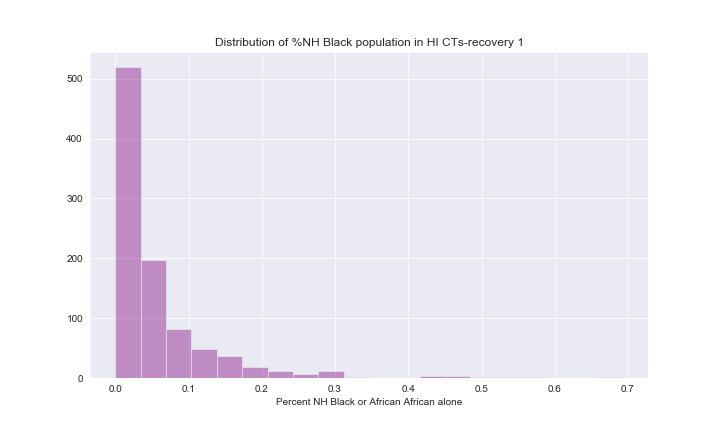 Distribution of %NH Black population in HI CTs-recovery 1
500
400
300
200
100
0
0.0 0.1 0.2 0.3 0.4 0.5 0.6 0.7
Percent NH Black or African African alone